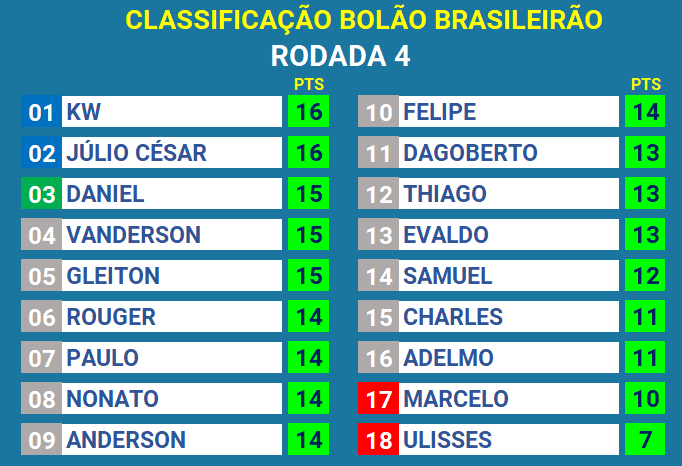 CLASSIFICAÇÃO BOLÃO BRASILEIRÃO
RODADA 4
PTS
01 KW 16
02 JÚLIO CÉSAR 16
03 DANIEL 15
04 VANDERSON 15
05 GLEITON 15
06 ROUGER 14
07 PAULO 14
08 NONATO 14
09 ANDERSON 14
PTS
10 FELIPE 14
11 DAGOBERTO 13
12 THIAGO 13
13 EVALDO 13
14 SAMUEL 12
15 CHARLES 11
16 ADELMO 11
17 MARCELO 10
18 ULISSES 7